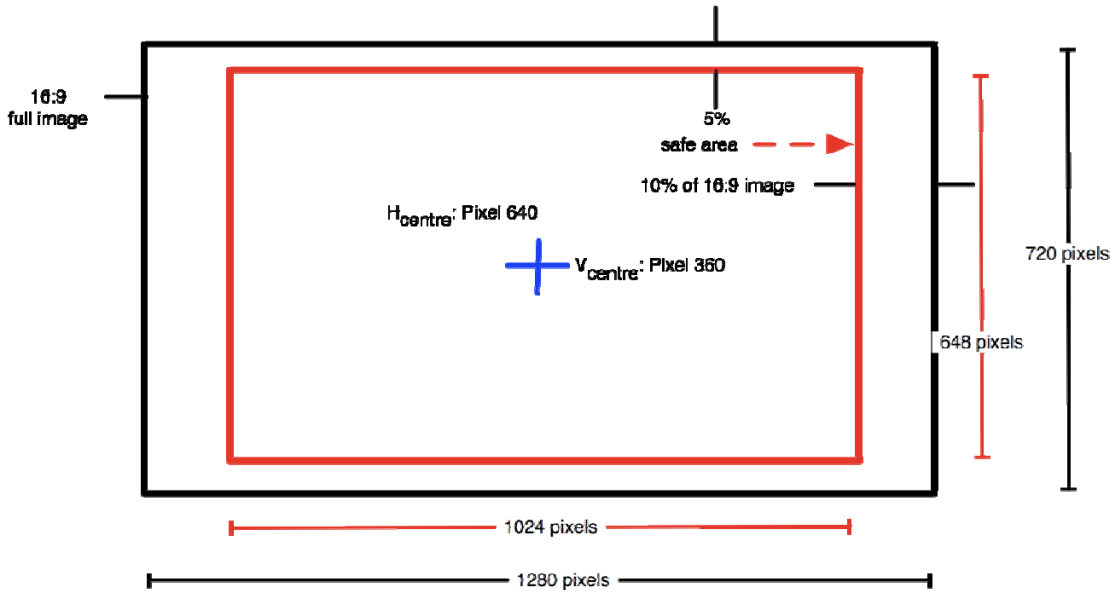 16:9
full image
5%
safe area
10% of 16:9 image
Hcentre: Pixel 640
Vcentre: Pixel 360
720 pixels
648 pixels
1024 pixels
1280 pixels